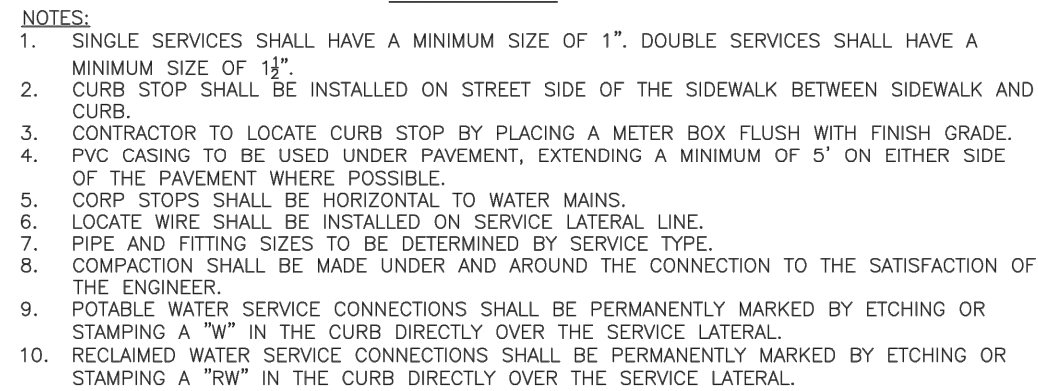 NOTES:
1. SINGLE SERVICES SHALL HAVE A MINIMUM SIZE OF 1". DOUBLE SERVICES SHALL HAVE A
MINIMUM SIZE OF 1½".
2. CURB STOP SHALL BE INSTALLED ON STREET SIDE OF THE SIDEWALK BETWEEN SIDEWALK AND
CURB.
3. CONTRACTOR TO LOCATE CURB STOP BY PLACING A METER BOX FLUSH WITH FINISH GRADE.
4. PVC CASING TO BE USED UNDER PAVEMENT, EXTENDING A MINIMUM OF 5' ON EITHER SIDE
OF THE PAVEMENT WHERE POSSIBLE.
5. CORP STOPS SHALL BE HORIZONTAL TO WATER MAINS.
6. LOCATE WIRE SHALL BE INSTALLED ON SERVICE LATERAL LINE.
7. PIPE AND FITTING SIZES TO BE DETERMINED BY SERVICE TYPE.
8. COMPACTION SHALL BE MADE UNDER AND AROUND THE CONNECTION TO THE SATISFACTION OF
THE ENGINEER.
9. POTABLE WATER SERVICE CONNECTIONS SHALL BE PERMANENTLY MARKED BY ETCHING OR
STAMPING A "W" IN THE CURB DIRECTLY OVER THE SERVICE LATERAL.
10. RECLAIMED WATER SERVICE CONNECTIONS SHALL BE PERMANENTLY MARKED BY ETCHING OR
STAMPING A "RW" IN THE CURB DIRECTLY OVER THE SERVICE LATERAL.